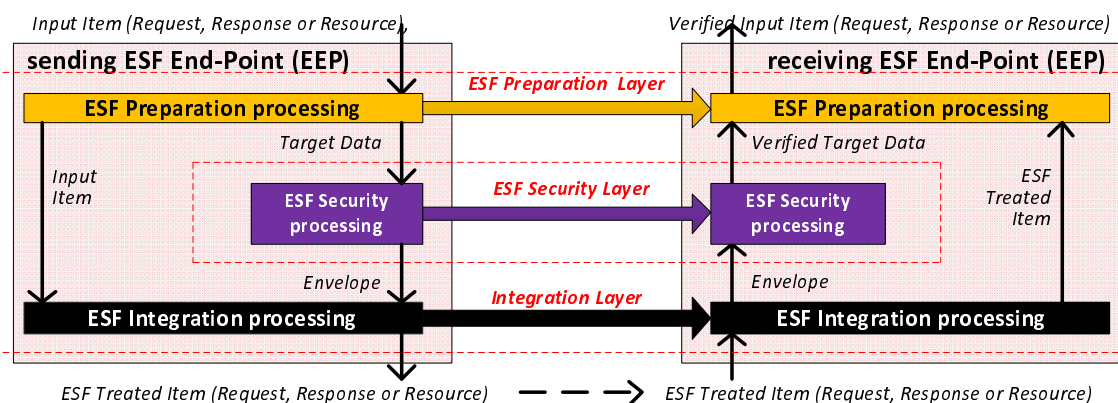 Input Item (Request, Response or Resource),
Verified Input Item (Request, Response or Resource)
sending ESF End-Point (EEP)
receiving ESF End-Point (EEP)
ESF Preparation Layer
ESF Preparation processing
ESF Preparation processing
Target Data
Verified Target Data
Input
Item
ESF
Treated
Item
ESF Security Layer
ESF Security
processing
ESF Security
processing
Envelope
Envelope
Integration Layer
ESF Integration processing
ESF Integration processing
ESF Treated Item (Request, Response or Resource)
ESF Treated Item (Request, Response or Resource)